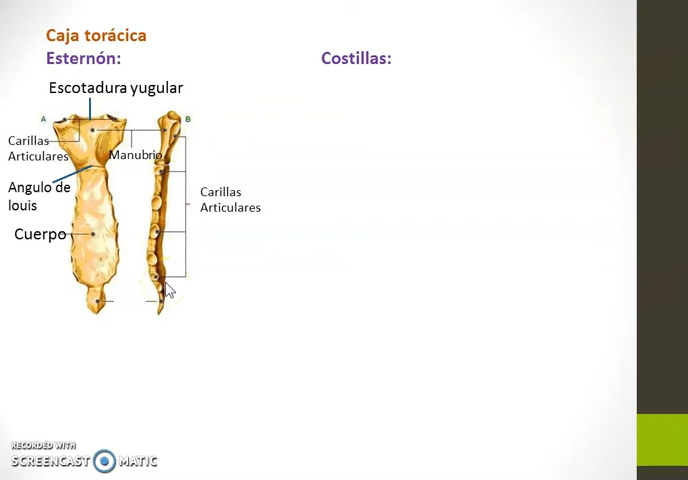 Caja torácica
Esternón:
Costillas:
Escotadura yugular
A
B
Carillas
Articulares
Manubrio
Angulo de
louis
Carillas
Articulares
Cuerpo
RECORDED WITH
SCREENCAST MATIC